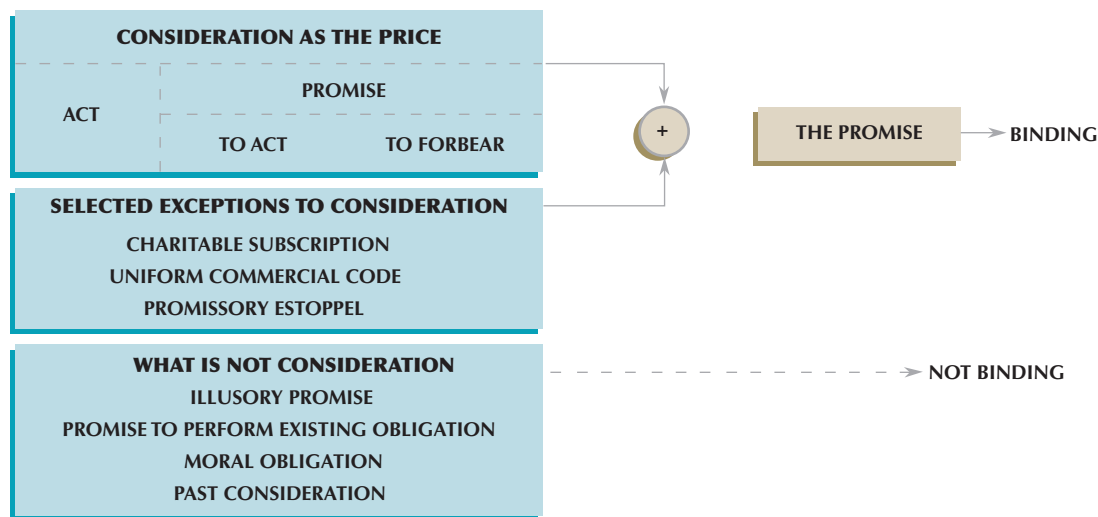 CONSIDERATION AS THE PRICE
ACT
PROMISE
TO ACT
TO FORBEAR
+
THE PROMISE
BINDING
SELECTED EXCEPTIONS TO CONSIDERATION
CHARITABLE SUBSCRIPTION
UNIFORM COMMERCIAL CODE
PROMISSORY ESTOPPEL
WHAT IS NOT CONSIDERATION
ILLUSORY PROMISE
PROMISE TO PERFORM EXISTING OBLIGATION
MORAL OBLIGATION
PAST CONSIDERATION
NOT BINDING